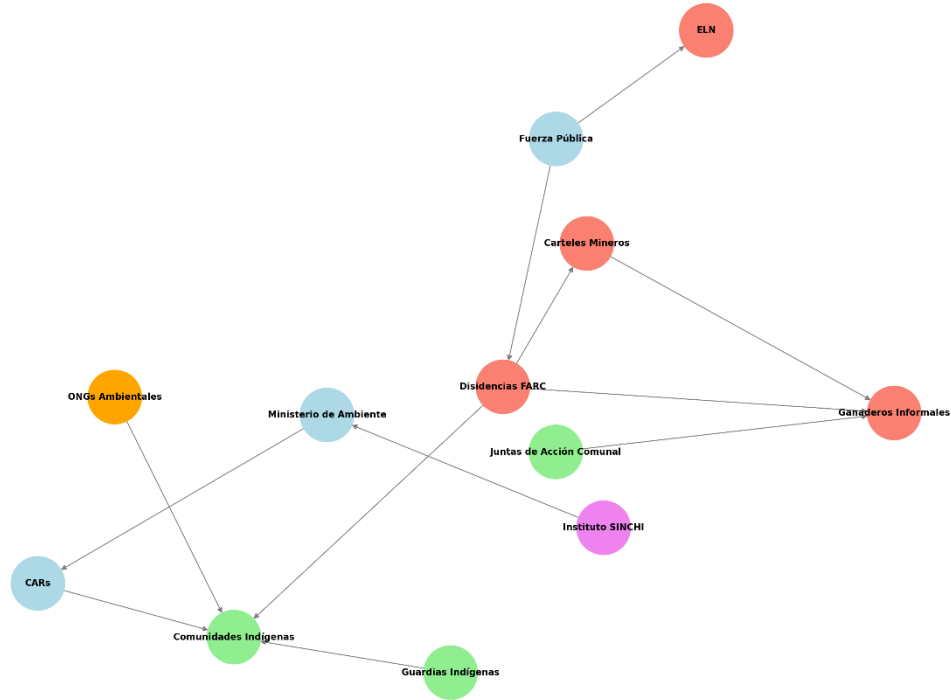 ELN
Fuerza Pública
Carteles Mineros
Disidencias FARC
ONGs Ambientales
Ministerio de Ambiente
Ganaderos Informales
Juntas de Acción Comunal
Instituto SINCHI
CARs
Comunidades Indígenas
Guardias Indígenas